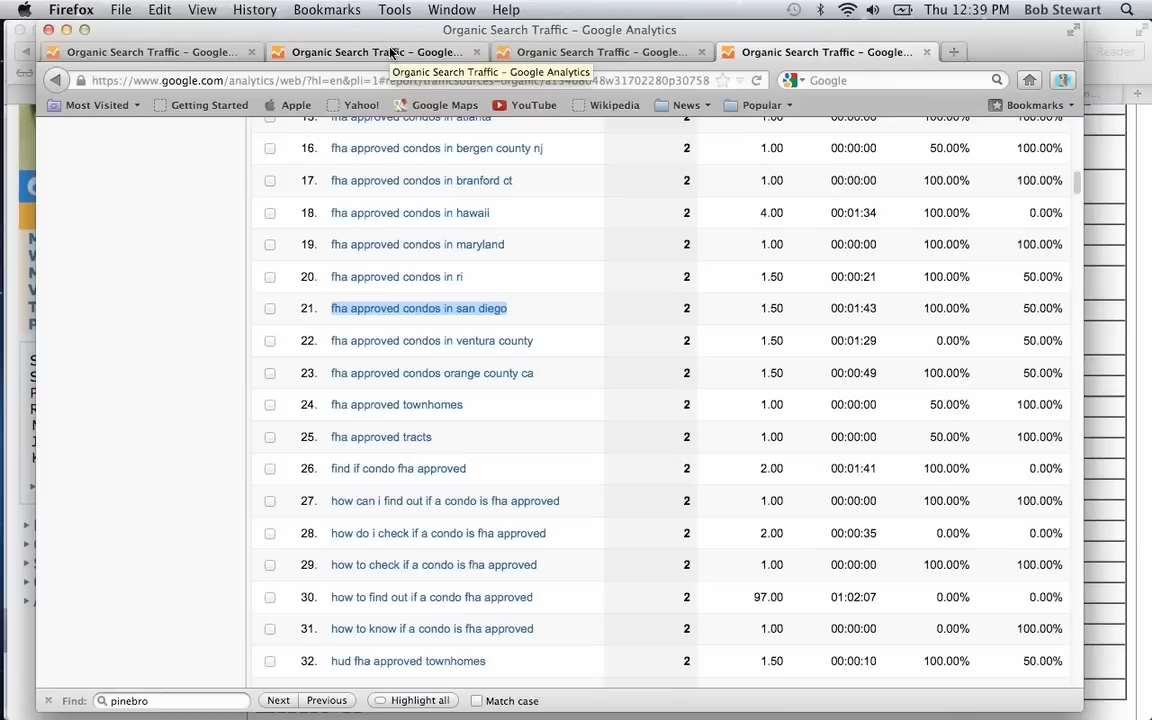 Firefox File Edit View History Bookmarks Tools Window Help Thu 12:39 PM Bob Stewart
Organic Search Traffic – Google Analytics
Organic Search Traffic – Google... Organic Search Traffic – Google... Organic Search Traffic – Google... Organic Search Traffic – Google...
Organic Search Traffic – Google Analytics
Google Reader
Most Visited Getting Started Apple Yahoo! Google Maps YouTube Wikipedia News Popular Bookmarks
15. fha approved condos in atlanta 2 1.00 00:00:00 100.00% 100.00%
16. fha approved condos in bergen county nj 2 1.00 00:00:00 50.00% 100.00%
17. fha approved condos in branford ct 2 1.00 00:00:00 100.00% 100.00%
18. fha approved condos in hawaii 2 4.00 00:01:34 100.00% 0.00%
19. fha approved condos in maryland 2 1.00 00:00:00 100.00% 100.00%
20. fha approved condos in ri 2 1.50 00:00:21 100.00% 50.00%
21. fha approved condos in san diego 2 1.50 00:01:43 100.00% 50.00%
22. fha approved condos in ventura county 2 1.50 00:01:29 0.00% 50.00%
23. fha approved condos orange county ca 2 1.50 00:00:49 100.00% 50.00%
24. fha approved townhomes 2 1.00 00:00:00 50.00% 100.00%
25. fha approved tracts 2 1.00 00:00:00 50.00% 100.00%
26. find if condo fha approved 2 2.00 00:01:41 100.00% 0.00%
27. how can i find out if a condo is fha approved 2 1.00 00:00:00 100.00% 100.00%
28. how do i check if a condo is fha approved 2 2.00 00:00:35 0.00% 0.00%
29. how to check if a condo is fha approved 2 1.00 00:00:00 100.00% 100.00%
30. how to find out if a condo fha approved 2 97.00 01:02:07 0.00% 0.00%
31. how to know if a condo is fha approved 2 1.00 00:00:00 0.00% 100.00%
32. hud fha approved townhomes 2 1.50 00:00:10 100.00% 50.00%
Find: pinebro Next Previous Highlight all Match case